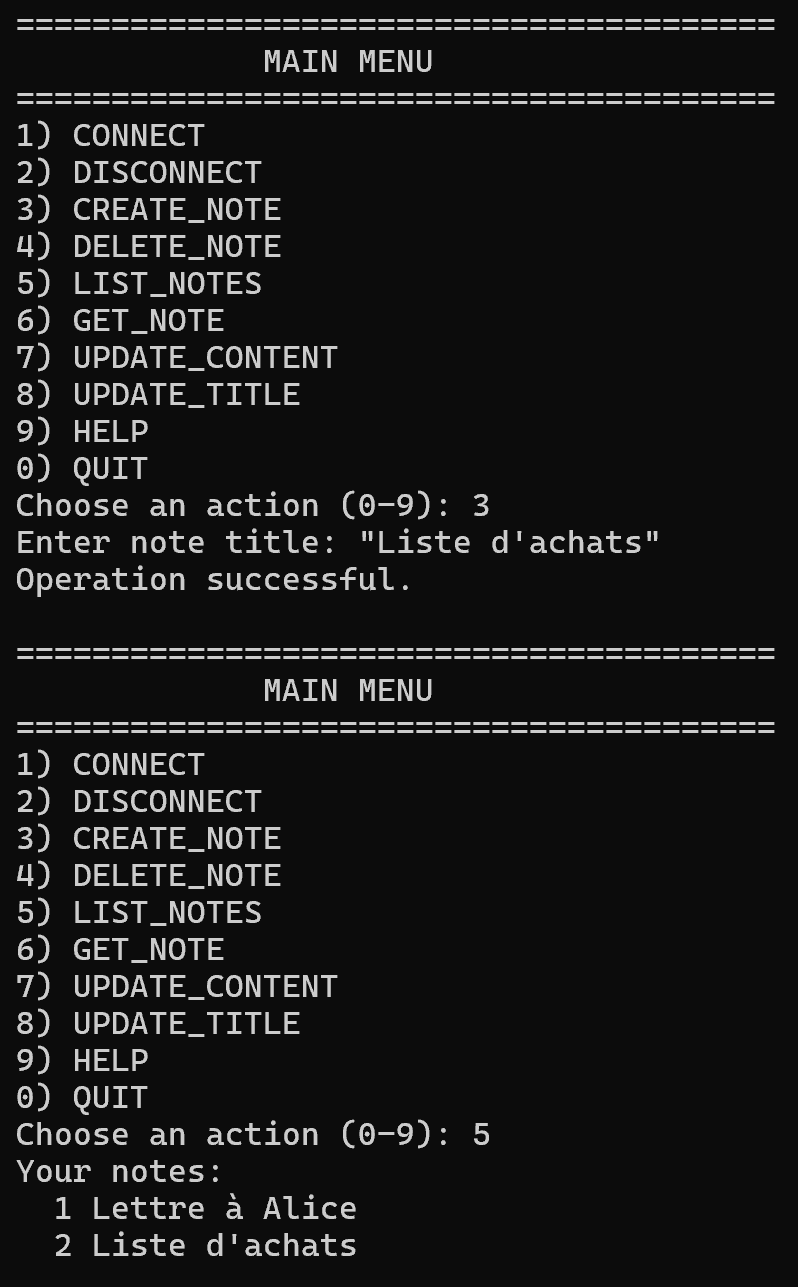 ========================================
MAIN MENU
========================================
1) CONNECT
2) DISCONNECT
3) CREATE_NOTE
4) DELETE_NOTE
5) LIST_NOTES
6) GET_NOTE
7) UPDATE_CONTENT
8) UPDATE_TITLE
9) HELP
0) QUIT
Choose an action (0-9): 3
Enter note title: "Liste d'achats"
Operation successful.
========================================
MAIN MENU
========================================
1) CONNECT
2) DISCONNECT
3) CREATE_NOTE
4) DELETE_NOTE
5) LIST_NOTES
6) GET_NOTE
7) UPDATE_CONTENT
8) UPDATE_TITLE
9) HELP
0) QUIT
Choose an action (0-9): 5
Your notes:
1 Lettre à Alice
2 Liste d'achats